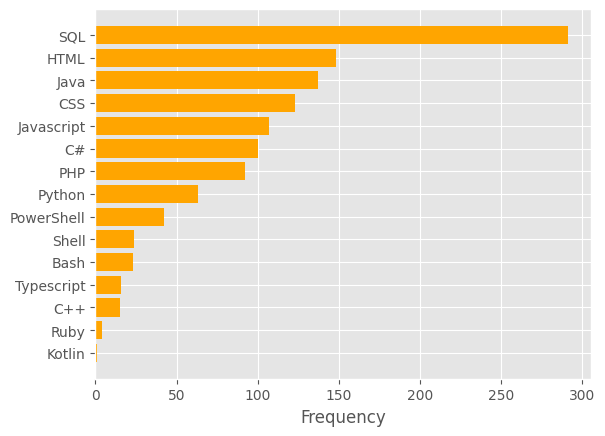 SQL
HTML
Java
CSS
Javascript
C#
PHP
Python
PowerShell
Shell
Bash
Typescript
C++
Ruby
Kotlin
0 50 100 150 200 250 300
Frequency